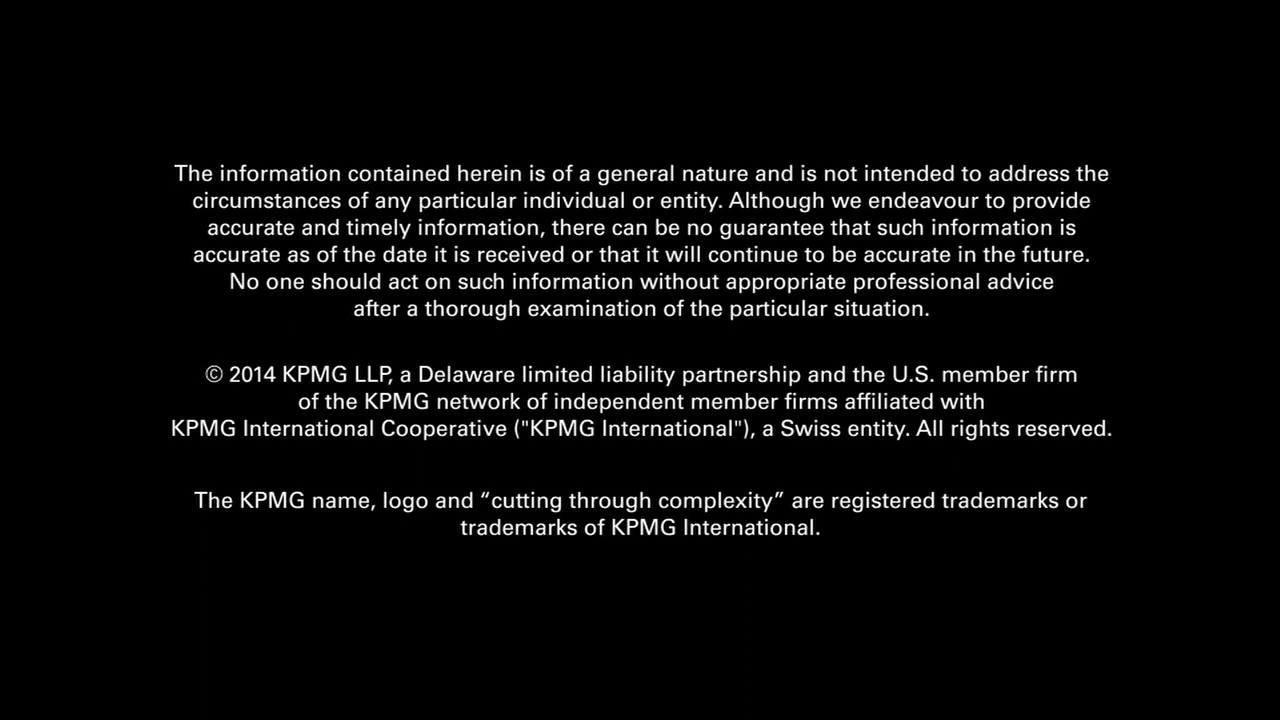 The information contained herein is of a general nature and is not intended to address the
circumstances of any particular individual or entity. Although we endeavour to provide
accurate and timely information, there can be no guarantee that such information is
accurate as of the date it is received or that it will continue to be accurate in the future.
No one should act on such information without appropriate professional advice
after a thorough examination of the particular situation.
© 2014 KPMG LLP, a Delaware limited liability partnership and the U.S. member firm
of the KPMG network of independent member firms affiliated with
KPMG International Cooperative ("KPMG International"), a Swiss entity. All rights reserved.
The KPMG name, logo and “cutting through complexity” are registered trademarks or
trademarks of KPMG International.